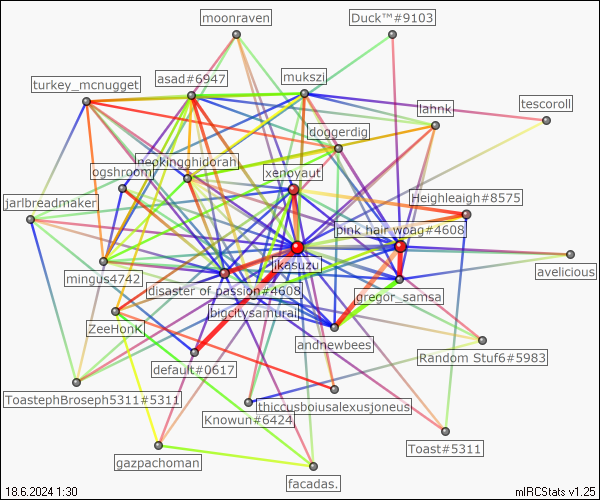 moonraven
Duck™#9103
turkey_mcnugget
asad#6947
mukszi
tescoroll
lahnk
doggerdig
neokingghidorah
ogshroom
xenoyaut
Heighleaigh#8575
jarlbreadmaker
pink hair woag#4608
ikasuzu
mingus4742
disaster of passion#4608
avelicious
gregor_samsa
bigcitysamurai
ZeeHonK
andnewbees
Random Stuf6#5983
default#0617
ToastephBroseph5311#5311
thiccusboiusalexusjoneus
Knowun#6424
Toast#5311
gazpachoman
facadas.
18.6.2024 1:30
mIRCStats v1.25